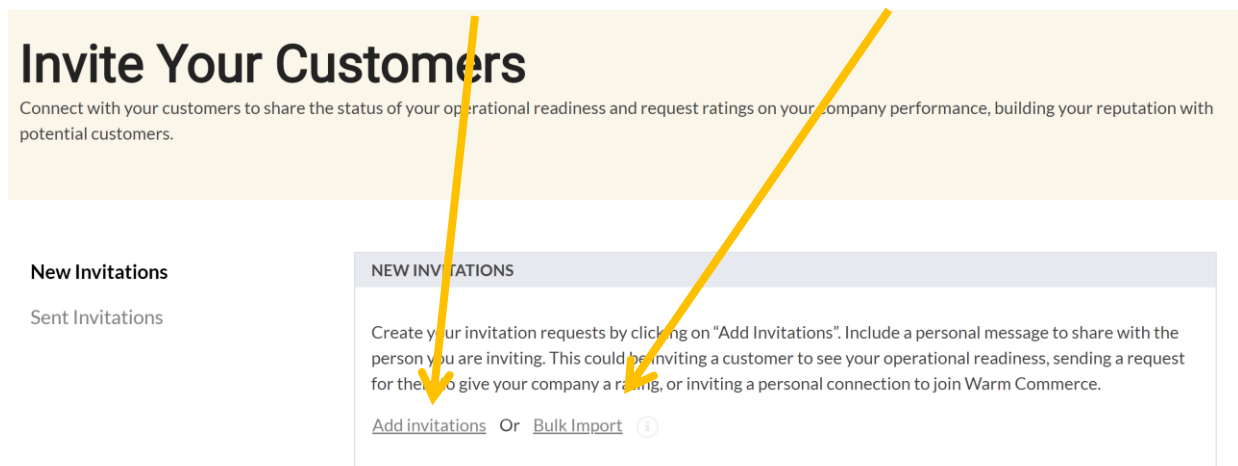 Invite Your Customers
Connect with your customers to share the status of your operational readiness and request ratings on your company performance, building your reputation with
potential customers.
New Invitations
Sent Invitations
NEW INVITATIONS
Create your invitation requests by clicking on “Add Invitations”. Include a personal message to share with the
person you are inviting. This could be inviting a customer to see your operational readiness, sending a request
for them to give your company a rating, or inviting a personal connection to join Warm Commerce.
Add invitations Or Bulk Import i